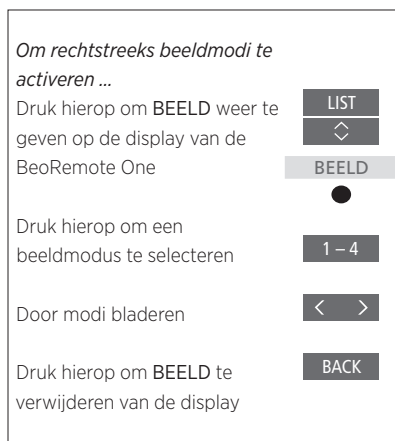 Om rechtstreeks beeldmodi te
activeren ...
Druk hierop om BEELD weer te
geven op de display van de
BeoRemote One
LIST
BEELD
Druk hierop om een
beeldmodus te selecteren
1 – 4
Door modi bladeren
Druk hierop om BEELD te
verwijderen van de display
BACK